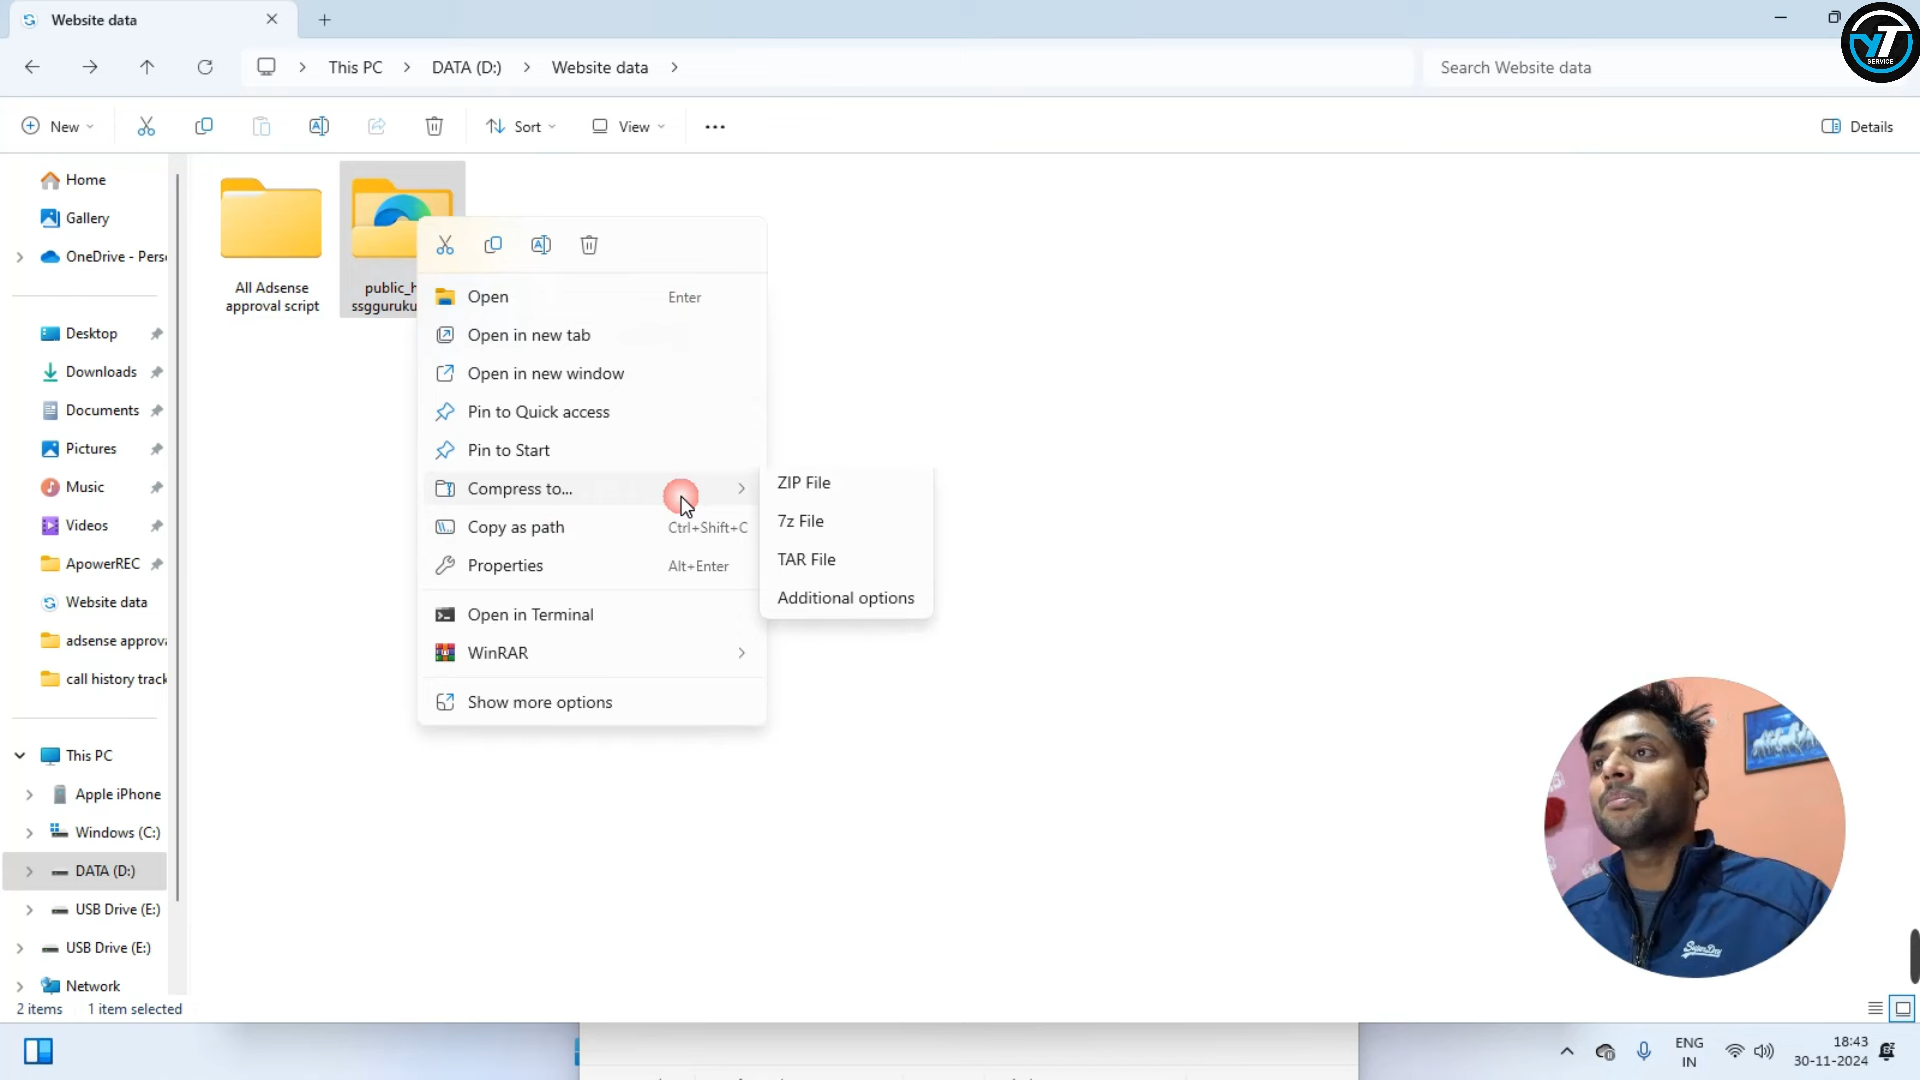 Website data
YT
SERVICE
This PC
DATA (D:)
Website data
Search Website data
New
Sort
View
Details
Home
Gallery
OneDrive - Pers
Desktop
Downloads
Documents
Pictures
Music
Videos
ApowerREC
Website data
adsense approva
call history track
This PC
Apple iPhone
Windows (C:)
DATA (D:)
USB Drive (E:)
USB Drive (E:)
Network
All Adsense
approval script
public_h
ssgguruku
Open Enter
Open in new tab
Open in new window
Pin to Quick access
Pin to Start
Compress to...
Copy as path Ctrl+Shift+C
Properties Alt+Enter
Open in Terminal
WinRAR
Show more options
ZIP File
7z File
TAR File
Additional options
SuperDry
2 items 1 item selected
ENG
IN
18:43
30-11-2024